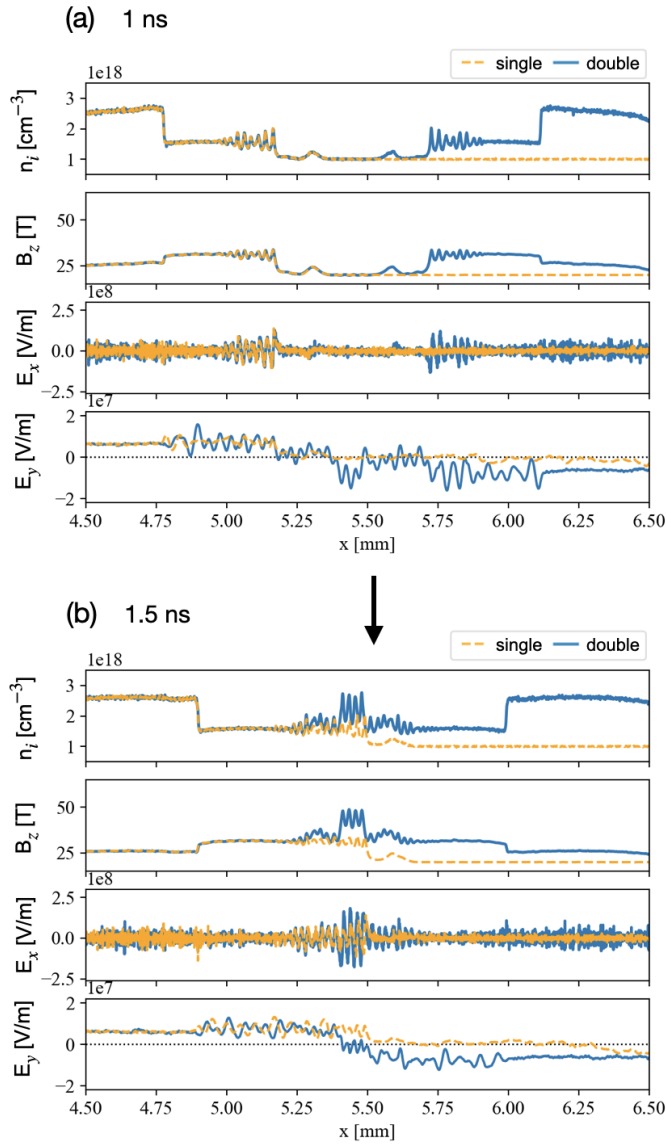 (a) 1 ns
single double
1e18
3
2
1
n_i [cm⁻³]
50
25
B_z [T]
1e8
2.5
0.0
−2.5
E_x [V/m]
1e7
2
0
−2
E_y [V/m]
4.50 4.75 5.00 5.25 5.50 5.75 6.00 6.25 6.50
x [mm]
(b) 1.5 ns
single double
1e18
3
2
1
n_i [cm⁻³]
50
25
B_z [T]
1e8
2.5
0.0
−2.5
E_x [V/m]
1e7
2
0
−2
E_y [V/m]
4.50 4.75 5.00 5.25 5.50 5.75 6.00 6.25 6.50
x [mm]